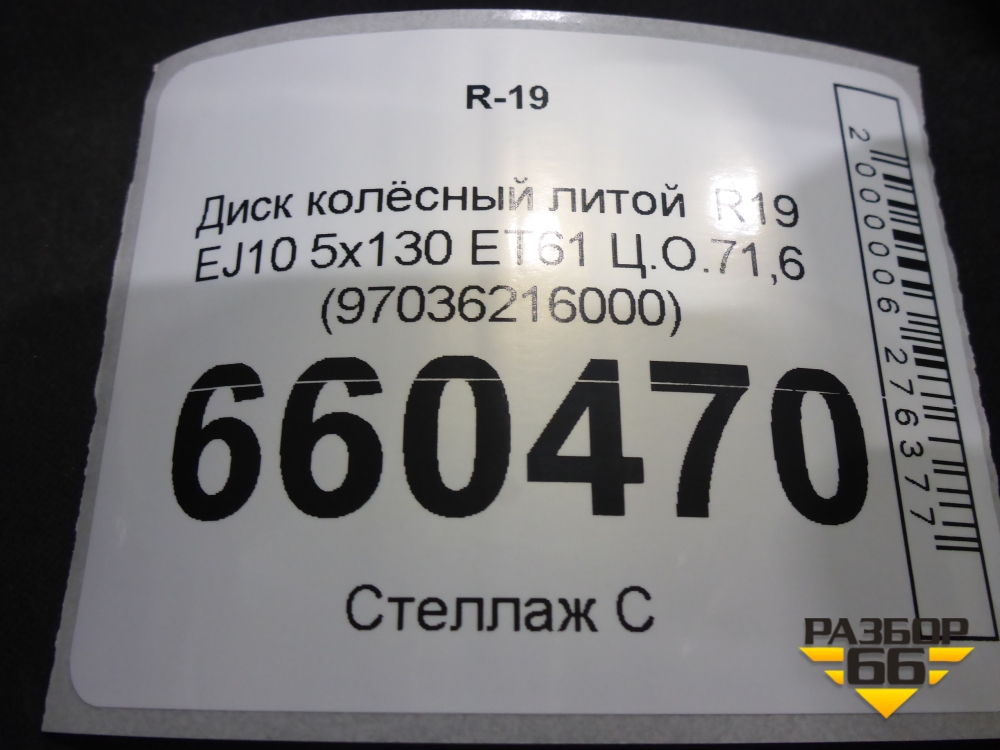 R-19
Диск колёсный литой R19
EJ10 5x130 ET61 Ц.О.71,6
(97036216000)
660470
Стеллаж С
2000006276377
РАЗБОР
66